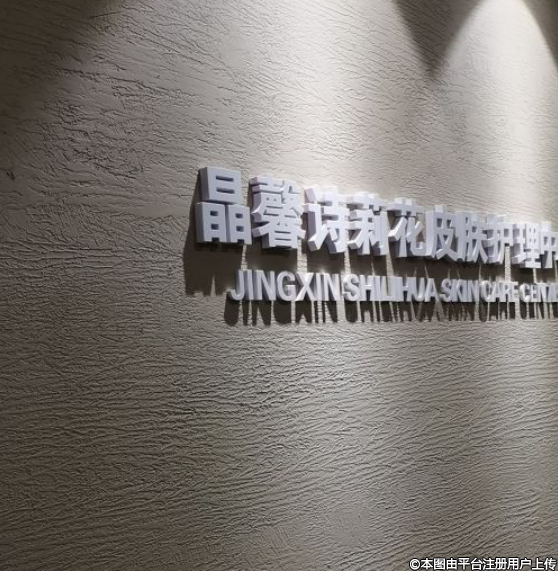 晶馨诗莉花皮肤护理中
JINGXIN SHILIHUA SKIN CARE CENT
©本图由平台注册用户上传